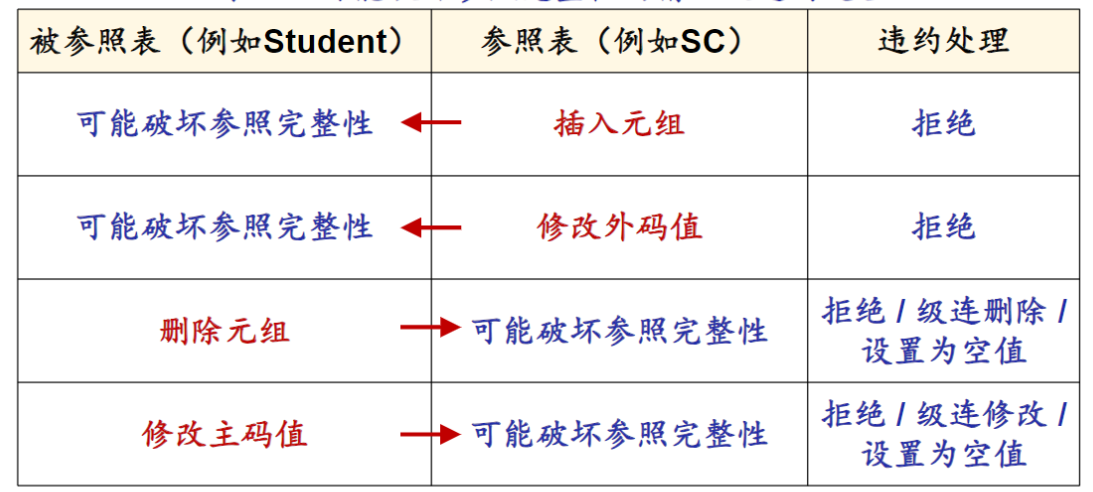 被参照表（例如Student） 参照表（例如SC） 违约处理
可能破坏参照完整性 插入元组 拒绝
可能破坏参照完整性 修改外码值 拒绝
删除元组 可能破坏参照完整性 拒绝 / 级连删除 /
设置为空值
修改主码值 可能破坏参照完整性 拒绝 / 级连修改 /
设置为空值